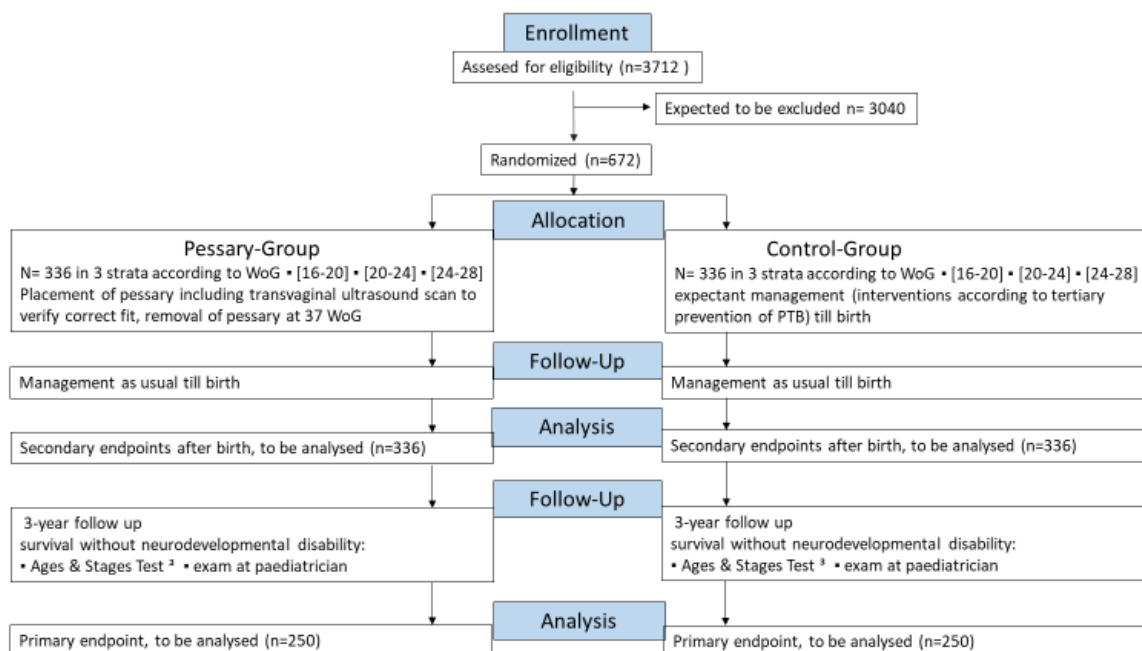 Enrollment
Assesed for eligibility (n=3712 )
Expected to be excluded n= 3040
Randomized (n=672)
Allocation
Pessary-Group
N= 336 in 3 strata according to WoG ▪ [16-20] ▪ [20-24] ▪ [24-28]
Placement of pessary including transvaginal ultrasound scan to
verify correct fit, removal of pessary at 37 WoG
Control-Group
N= 336 in 3 strata according to WoG ▪ [16-20] ▪ [20-24] ▪ [24-28]
expectant management (interventions according to tertiary
prevention of PTB) till birth
Follow-Up
Management as usual till birth
Management as usual till birth
Analysis
Secondary endpoints after birth, to be analysed (n=336)
Secondary endpoints after birth, to be analysed (n=336)
Follow-Up
3-year follow up
survival without neurodevelopmental disability:
▪ Ages & Stages Test ³ ▪ exam at paediatrician
3-year follow up
survival without neurodevelopmental disability:
▪ Ages & Stages Test ³ ▪ exam at paediatrician
Analysis
Primary endpoint, to be analysed (n=250)
Primary endpoint, to be analysed (n=250)